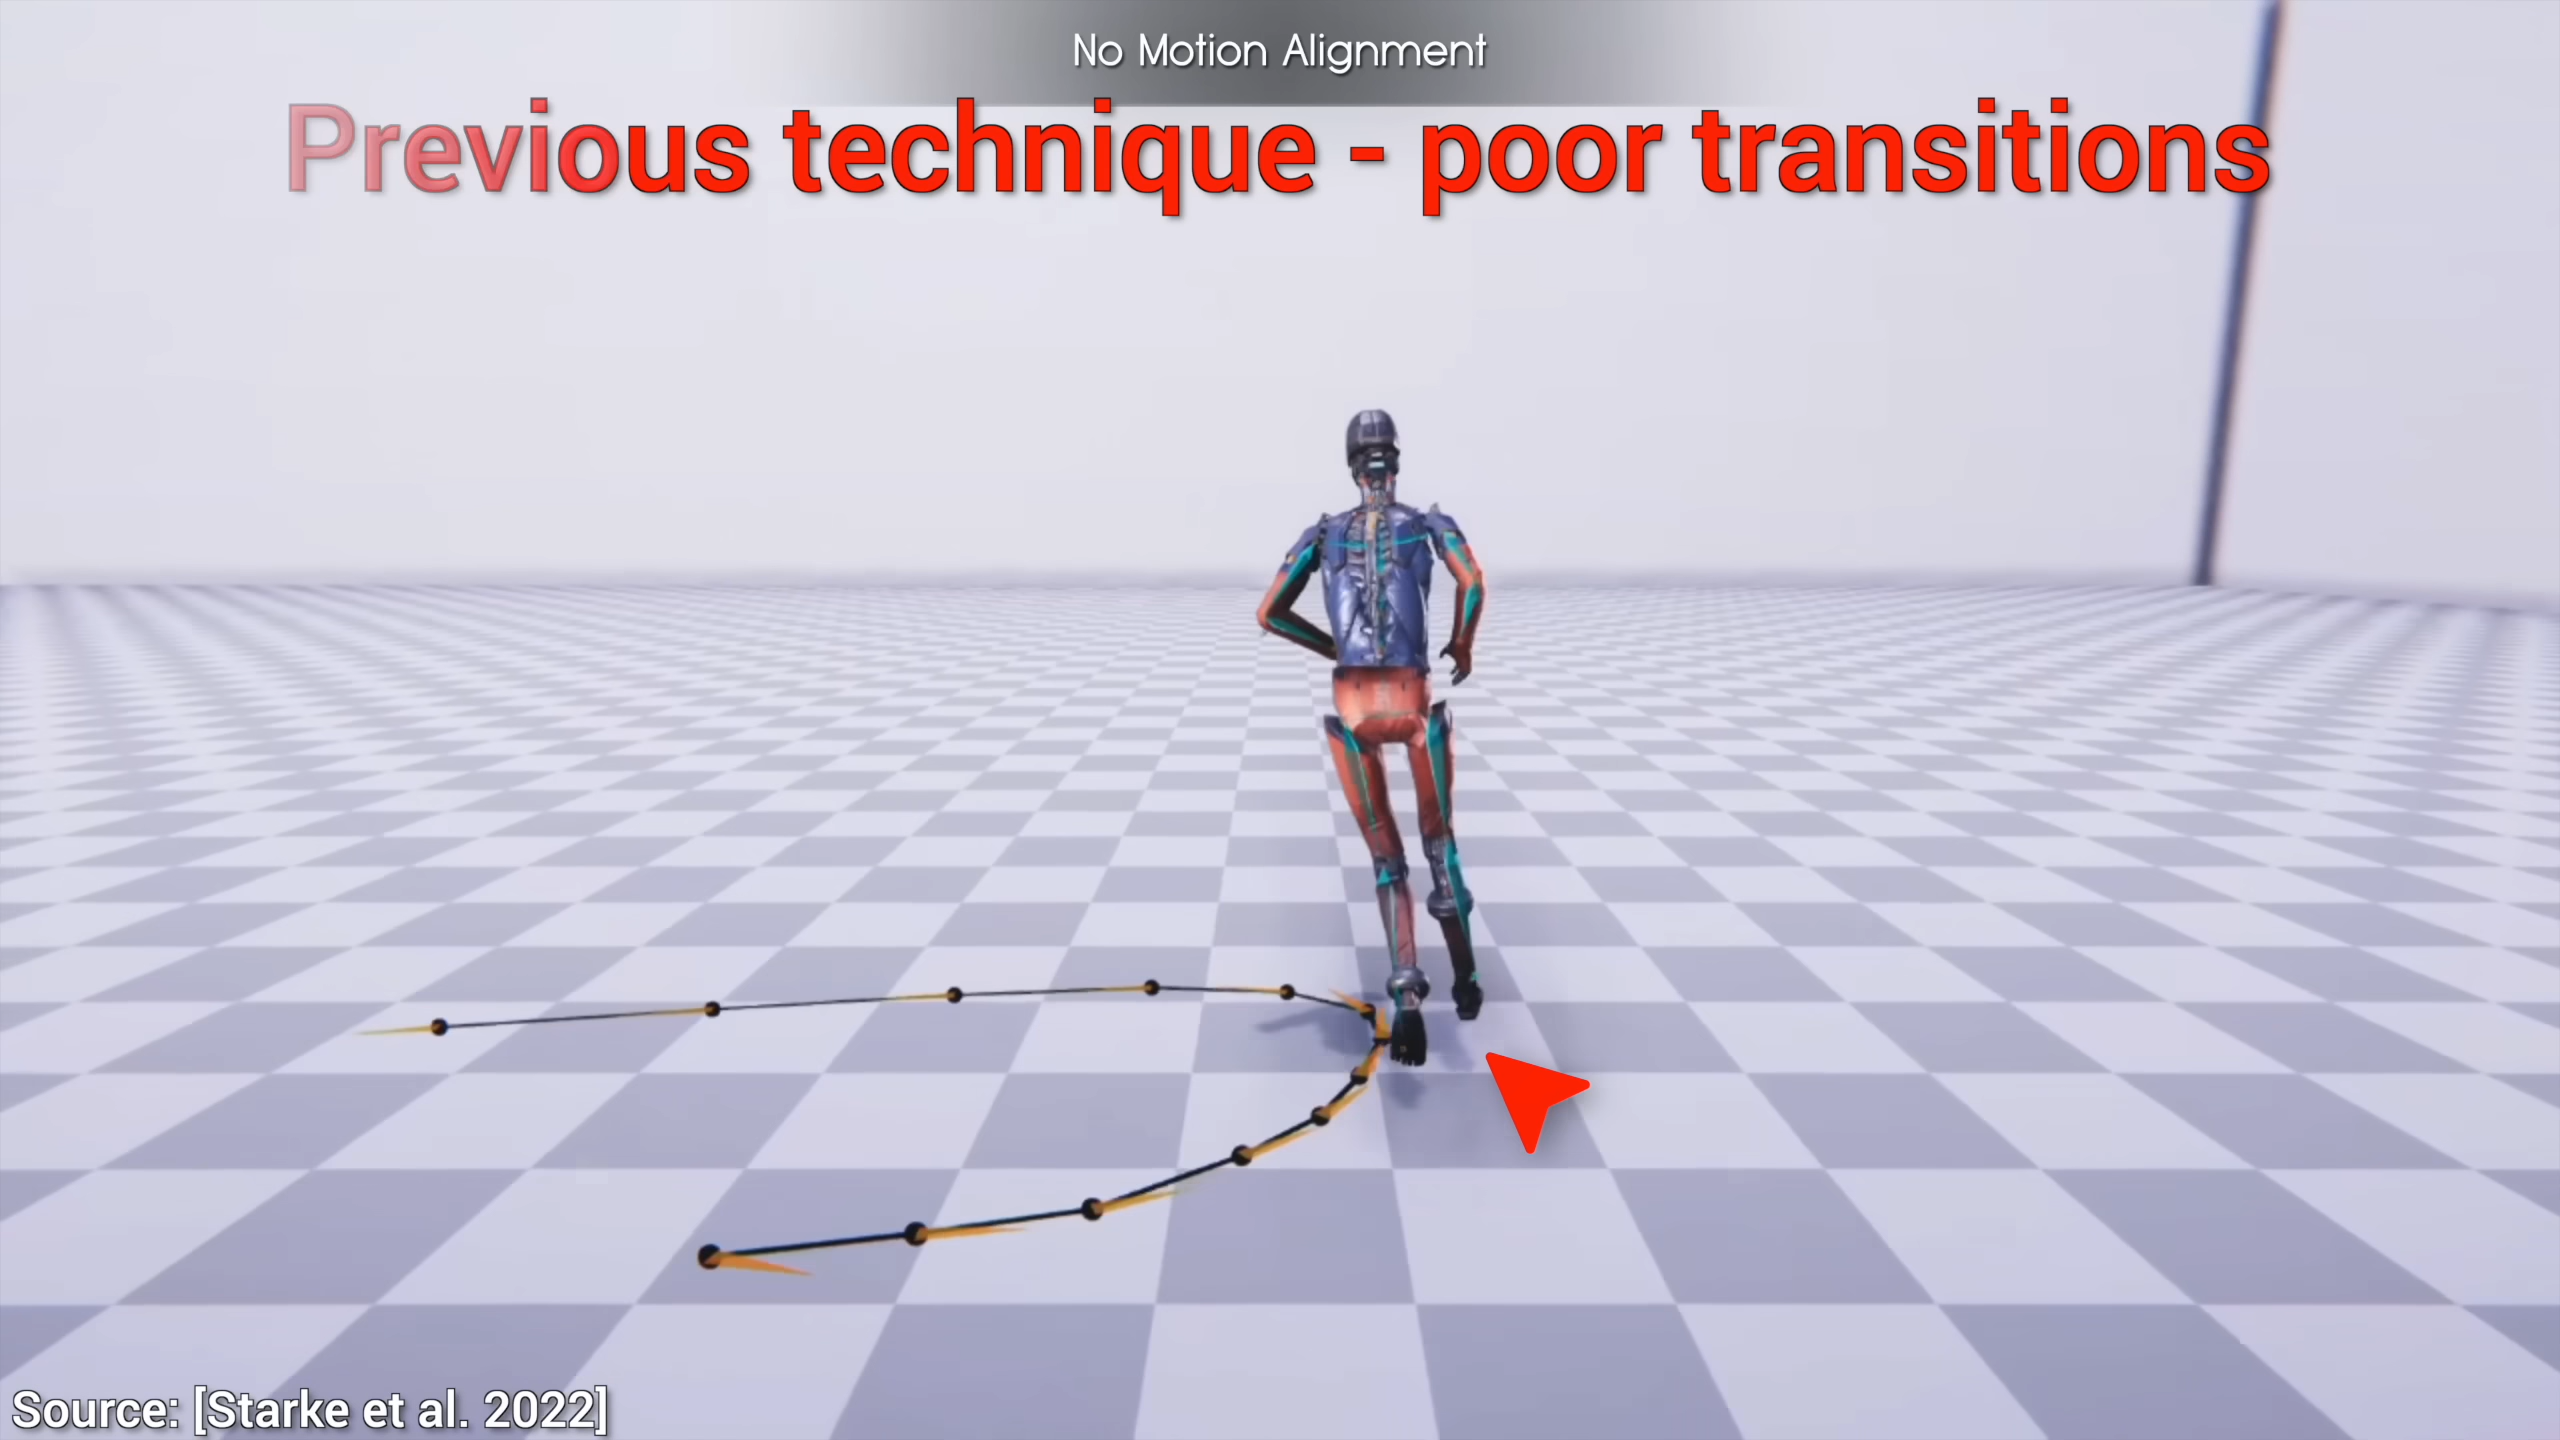 No Motion Alignment
Previous technique - poor transitions
Source: [Starke et al. 2022]